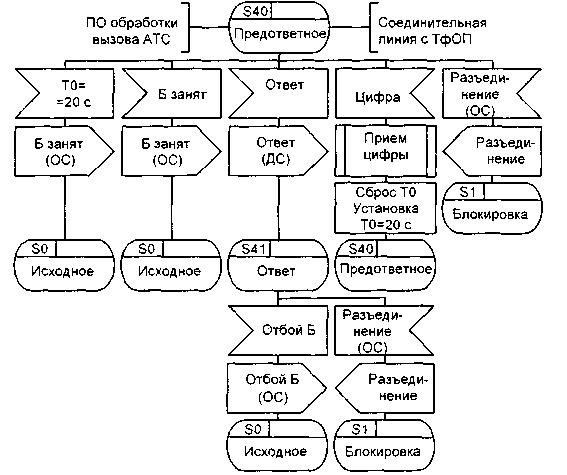 ПО обработки
вызова АТС
S40
Предответное
Соединительная
линия с ТфОП
T0=
=20 с
Б занят
Ответ
Цифра
Разъеди-
нение
(ОС)
Б занят
(ОС)
Б занят
(ОС)
Ответ
(ДС)
Прием
цифры
Разъеди-
нение
Сброс T0
Установка
T0=20 с
S1
Блокировка
S0
Исходное
S0
Исходное
S41
Ответ
S40
Предответное
Отбой Б
Разъеди-
нение
(ОС)
Отбой Б
(ОС)
Разъеди-
нение
S0
Исходное
S1
Блокировка